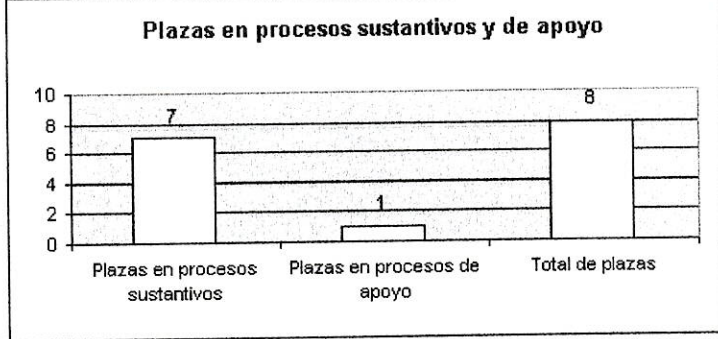 Plazas en procesos sustantivos y de apoyo
10
8
6
4
2
0
7
1
8
Plazas en procesos
sustantivos
Plazas en procesos de
apoyo
Total de plazas